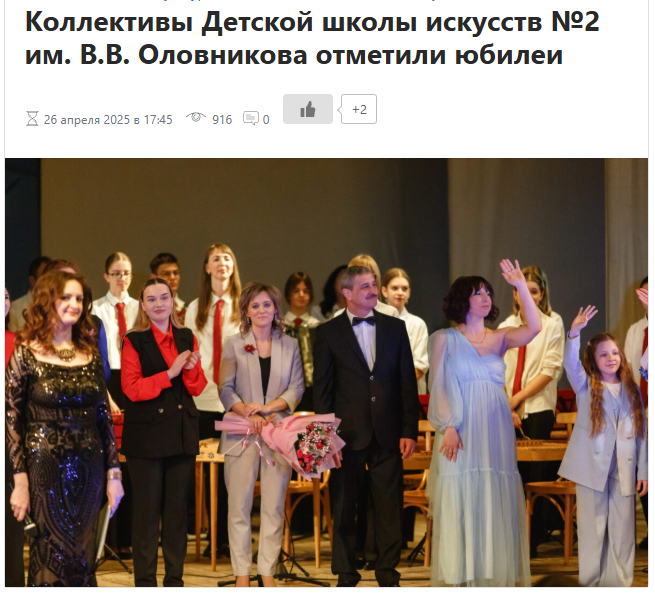 Коллективы Детской школы искусств №2
им. В.В. Оловникова отметили юбилеи
26 апреля 2025 в 17:45 916 0 +2